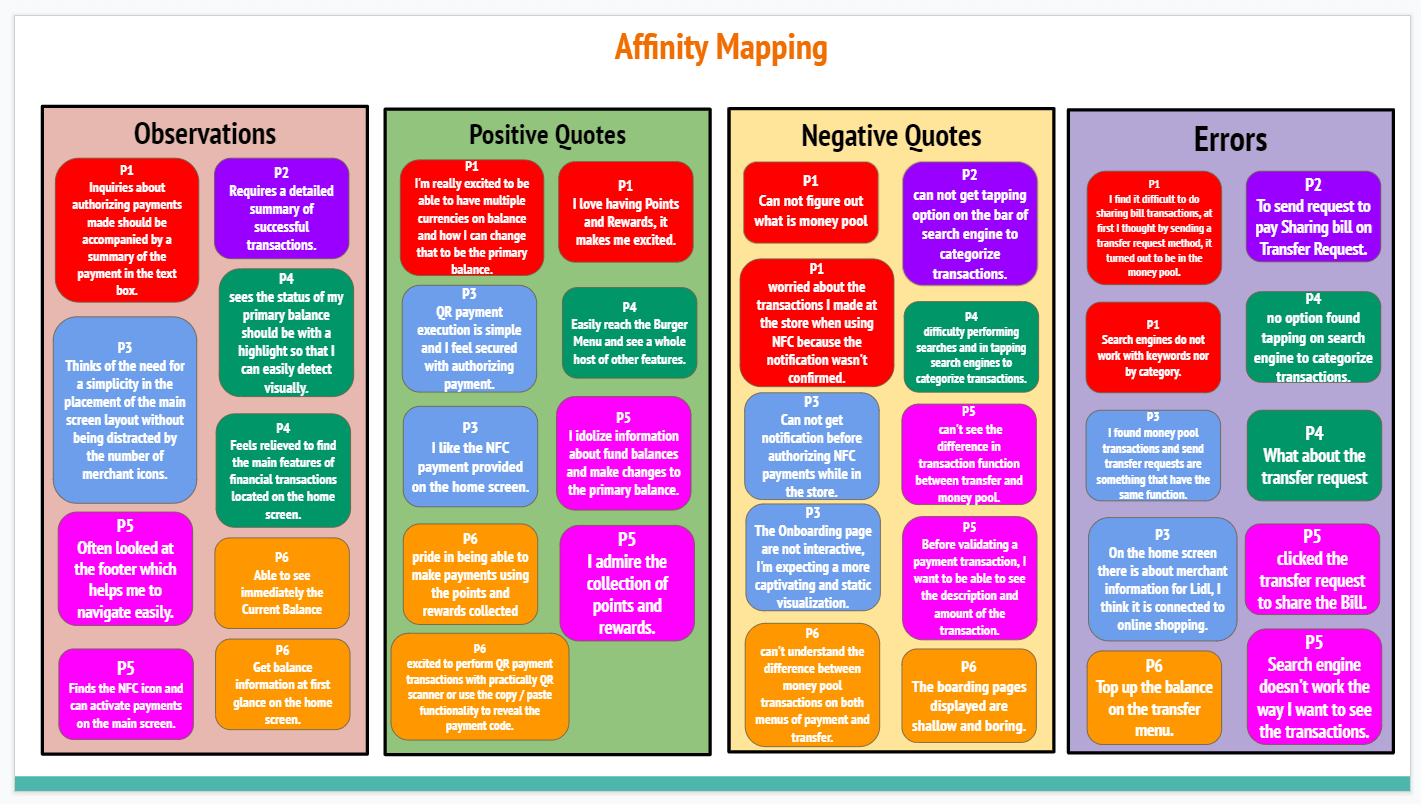 Affinity Mapping
Observations
P1
Inquiries about
authorizing payments
made should be
accompanied by a
summary of the
payment in the text
box.
P2
Requires a detailed
summary of
successful
transactions.
P4
sees the status of my
primary balance
should be with a
highlight so that I
can easily detect
visually.
P3
Thinks of the need for
a simplicity in the
placement of the main
screen layout without
being distracted by
the number of
merchant icons.
P4
Feels relieved to find
the main features of
financial transactions
located on the home
screen.
P5
Often looked at
the footer which
helps me to
navigate easily.
P6
Able to see
immediately the
Current Balance
P5
Finds the NFC icon and
can activate payments
on the main screen.
P6
Get balance
information at first
glance on the home
screen.
Positive Quotes
P1
I'm really excited to be
able to have multiple
currencies on balance
and how I can change
that to be the primary
balance.
P1
I love having Points
and Rewards, it
makes me excited.
P3
QR payment
execution is simple
and I feel secured
with authorizing
payment.
P4
Easily reach the Burger
Menu and see a whole
host of other features.
P3
I like the NFC
payment provided
on the home screen.
P5
I idolize information
about fund balances
and make changes to
the primary balance.
P6
pride in being able to
make payments using
the points and
rewards collected
P5
I admire the
collection of
points and
rewards.
P6
excited to perform QR payment
transactions with practically QR
scanner or use the copy / paste
functionality to reveal the
payment code.
Negative Quotes
P1
Can not figure out
what is money pool
P2
can not get tapping
option on the bar of
search engine to
categorize
transactions.
P1
worried about the
transactions I made at
the store when using
NFC because the
notification wasn't
confirmed.
P4
difficulty performing
searches and in tapping
search engines to
categorize transactions.
P3
Can not get
notification before
authorizing NFC
payments while in
the store.
P5
can't see the
difference in
transaction function
between transfer and
money pool.
P3
The Onboarding page
are not interactive,
I'm expecting a more
captivating and static
visualization.
P5
Before validating a
payment transaction, I
want to be able to see
the description and
amount of the
transaction.
P6
can't understand the
difference between
money pool
transactions on both
menus of payment and
transfer.
P6
The boarding pages
displayed are
shallow and boring.
Errors
P1
I find it difficult to do
sharing bill transactions, at
first I thought by sending a
transfer request method, it
turned out to be in the
money pool.
P2
To send request to
pay Sharing bill on
Transfer Request.
P1
Search engines do not
work with keywords nor
by category.
P4
no option found
tapping on search
engine to categorize
transactions.
P3
I found money pool
transactions and send
transfer requests are
something that have the
same function.
P4
What about the
transfer request
P3
On the home screen
there is about merchant
information for Lidl, I
think it is connected to
online shopping.
P5
clicked the
transfer request
to share the Bill.
P6
Top up the balance
on the transfer
menu.
P5
Search engine
doesn't work the
way I want to see
the transactions.